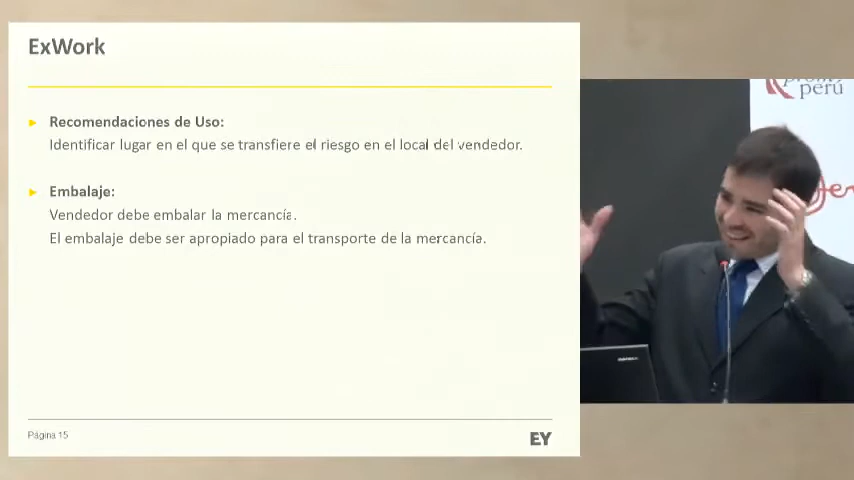 ExWork
Recomendaciones de Uso:
Identificar lugar en el que se transfiere el riesgo en el local del vendedor.
Embalaje:
Vendedor debe embalar la mercancía.
El embalaje debe ser apropiado para el transporte de la mercancía.
Página 15
EY
perú